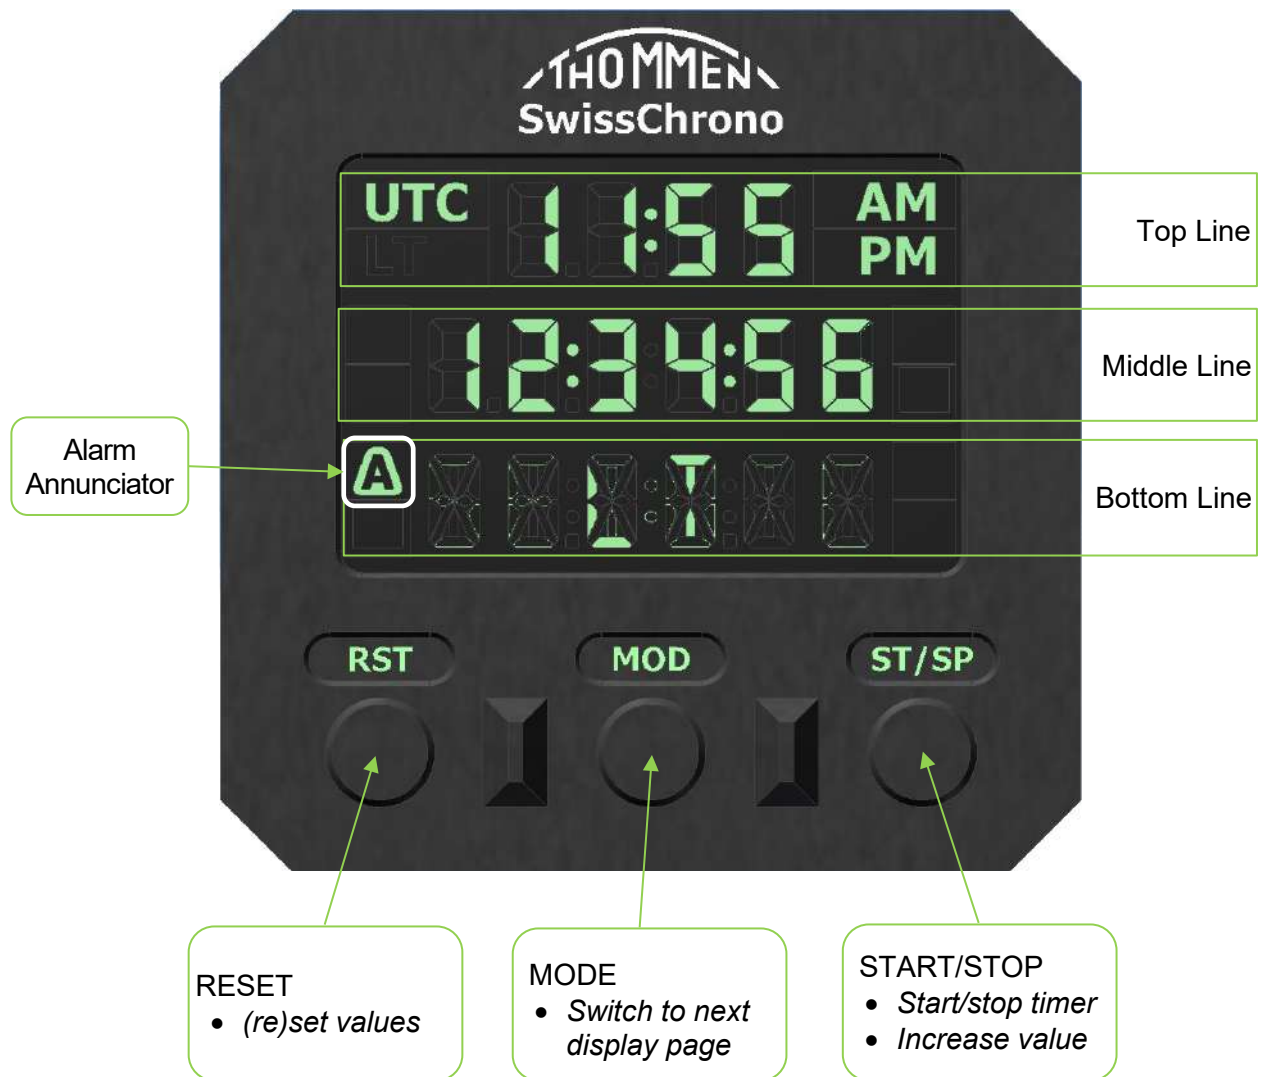 THOMMEN
SwissChrono
UTC 11:55 AM
LT PM
Top Line
12:34:56
Middle Line
Alarm
Annunciator
A LT
Bottom Line
RST MOD ST/SP
RESET
• (re)set values
MODE
• Switch to next
display page
START/STOP
• Start/stop timer
• Increase value